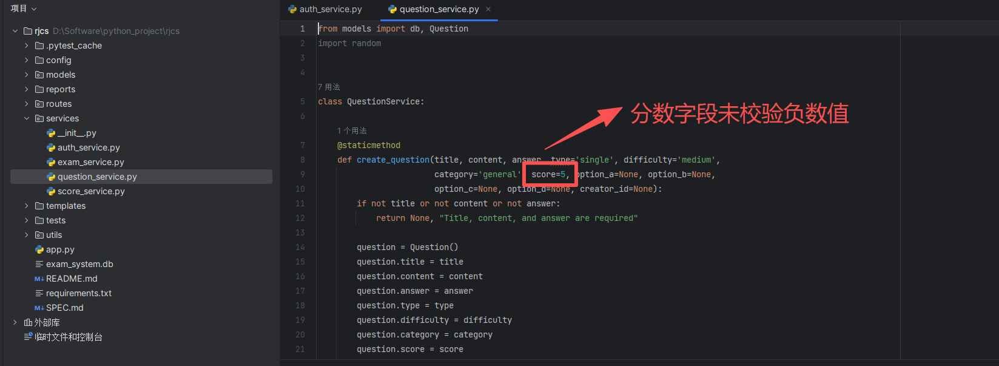 项目
rjcs D:\Software\python_project\rjcs
.pytest_cache
config
models
reports
routes
services
__init__.py
auth_service.py
exam_service.py
question_service.py
score_service.py
templates
tests
utils
app.py
exam_system.db
README.md
requirements.txt
SPEC.md
外部库
临时文件和控制台
auth_service.py question_service.py
1 from models import db, Question
2 import random
3
4
7 用法
5 class QuestionService:
6
1 个用法
7 @staticmethod
8 def create_question(title, content, answer, type='single', difficulty='medium',
9 category='general' score=5, option_a=None, option_b=None,
10 option_c=None, option_d=None, creator_id=None):
11 if not title or not content or not answer:
12 return None, "Title, content, and answer are required"
13
14 question = Question()
15 question.title = title
16 question.content = content
17 question.answer = answer
18 question.type = type
19 question.difficulty = difficulty
20 question.category = category
21 question.score = score
分数字段未校验负数值